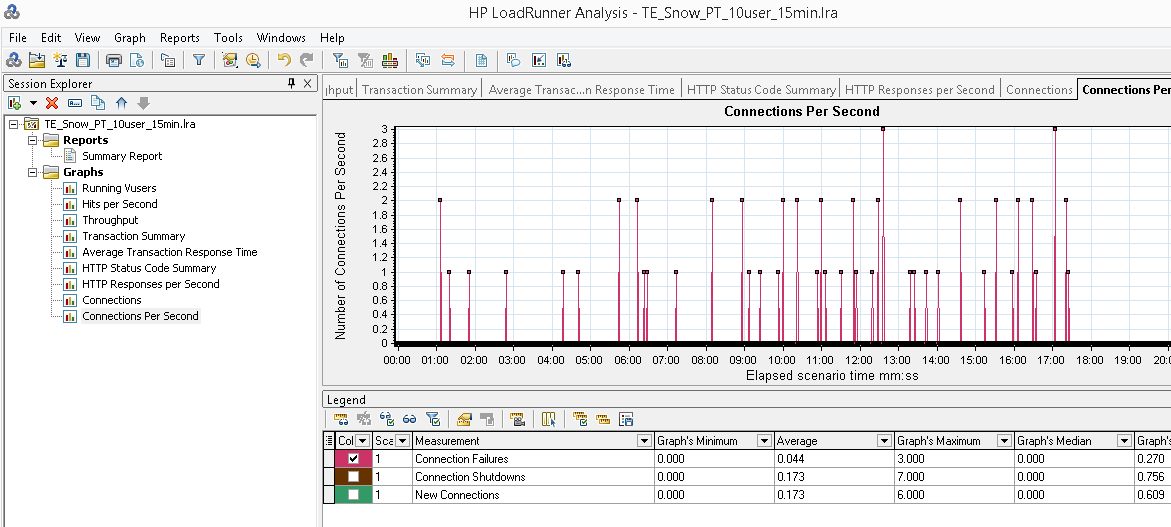 HP LoadRunner Analysis - TE_Snow_PT_10user_15min.lra
File Edit View Graph Reports Tools Windows Help
Session Explorer
TE_Snow_PT_10user_15min.lra
Reports
Summary Report
Graphs
Running Vusers
Hits per Second
Throughput
Transaction Summary
Average Transaction Response Time
HTTP Status Code Summary
HTTP Responses per Second
Connections
Connections Per Second
hput Transaction Summary Average Transac...n Response Time HTTP Status Code Summary HTTP Responses per Second Connections Connections Per
Connections Per Second
Number of Connections Per Second
3
2.8
2.6
2.4
2.2
2
1.8
1.6
1.4
1.2
1
0.8
0.6
0.4
0.2
0
00:00 01:00 02:00 03:00 04:00 05:00 06:00 07:00 08:00 09:00 10:00 11:00 12:00 13:00 14:00 15:00 16:00 17:00 18:00 19:00 20:0
Elapsed scenario time mm:ss
Legend
Col Sca Measurement Graph's Minimum Average Graph's Maximum Graph's Median Graph's
1 Connection Failures 0.000 0.044 3.000 0.000 0.270
1 Connection Shutdowns 0.000 0.173 7.000 0.000 0.756
1 New Connections 0.000 0.173 6.000 0.000 0.609